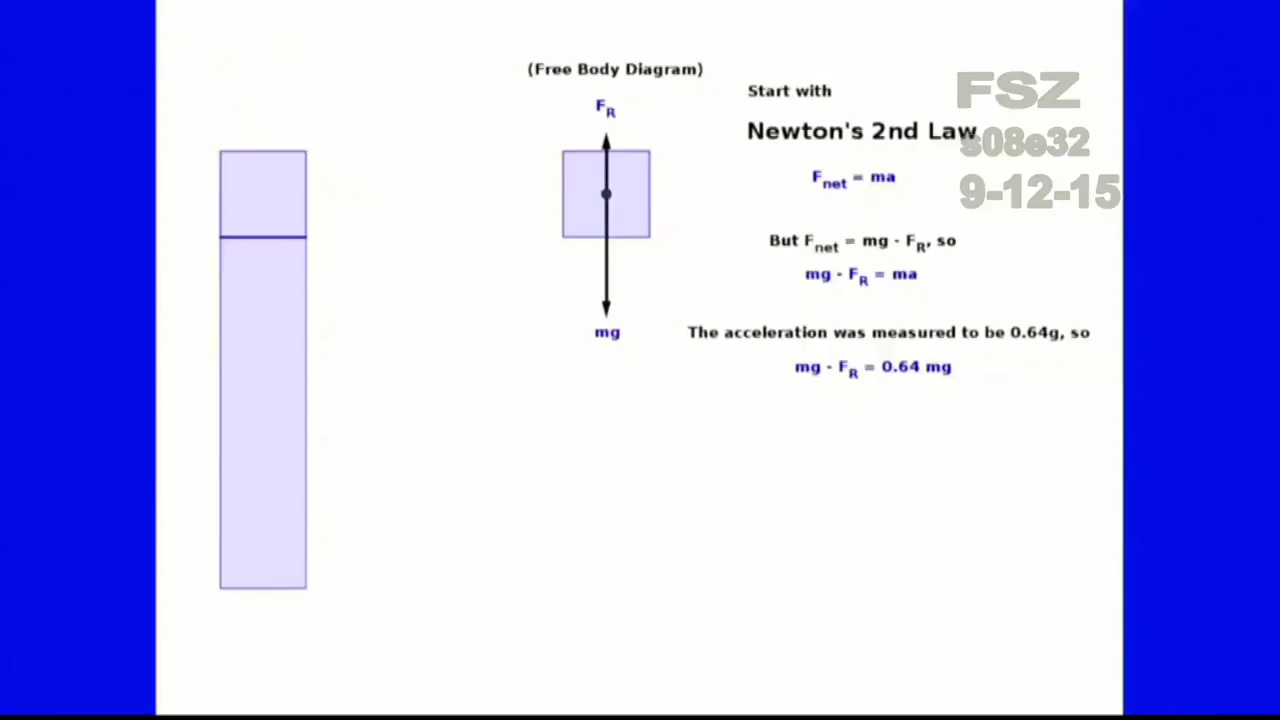 (Free Body Diagram)
F_R
mg
Start with
Newton's 2nd Law
F_net = ma
But F_net = mg - F_R, so
mg - F_R = ma
The acceleration was measured to be 0.64g, so
mg - F_R = 0.64 mg
FSZ
s08e32
9-12-15